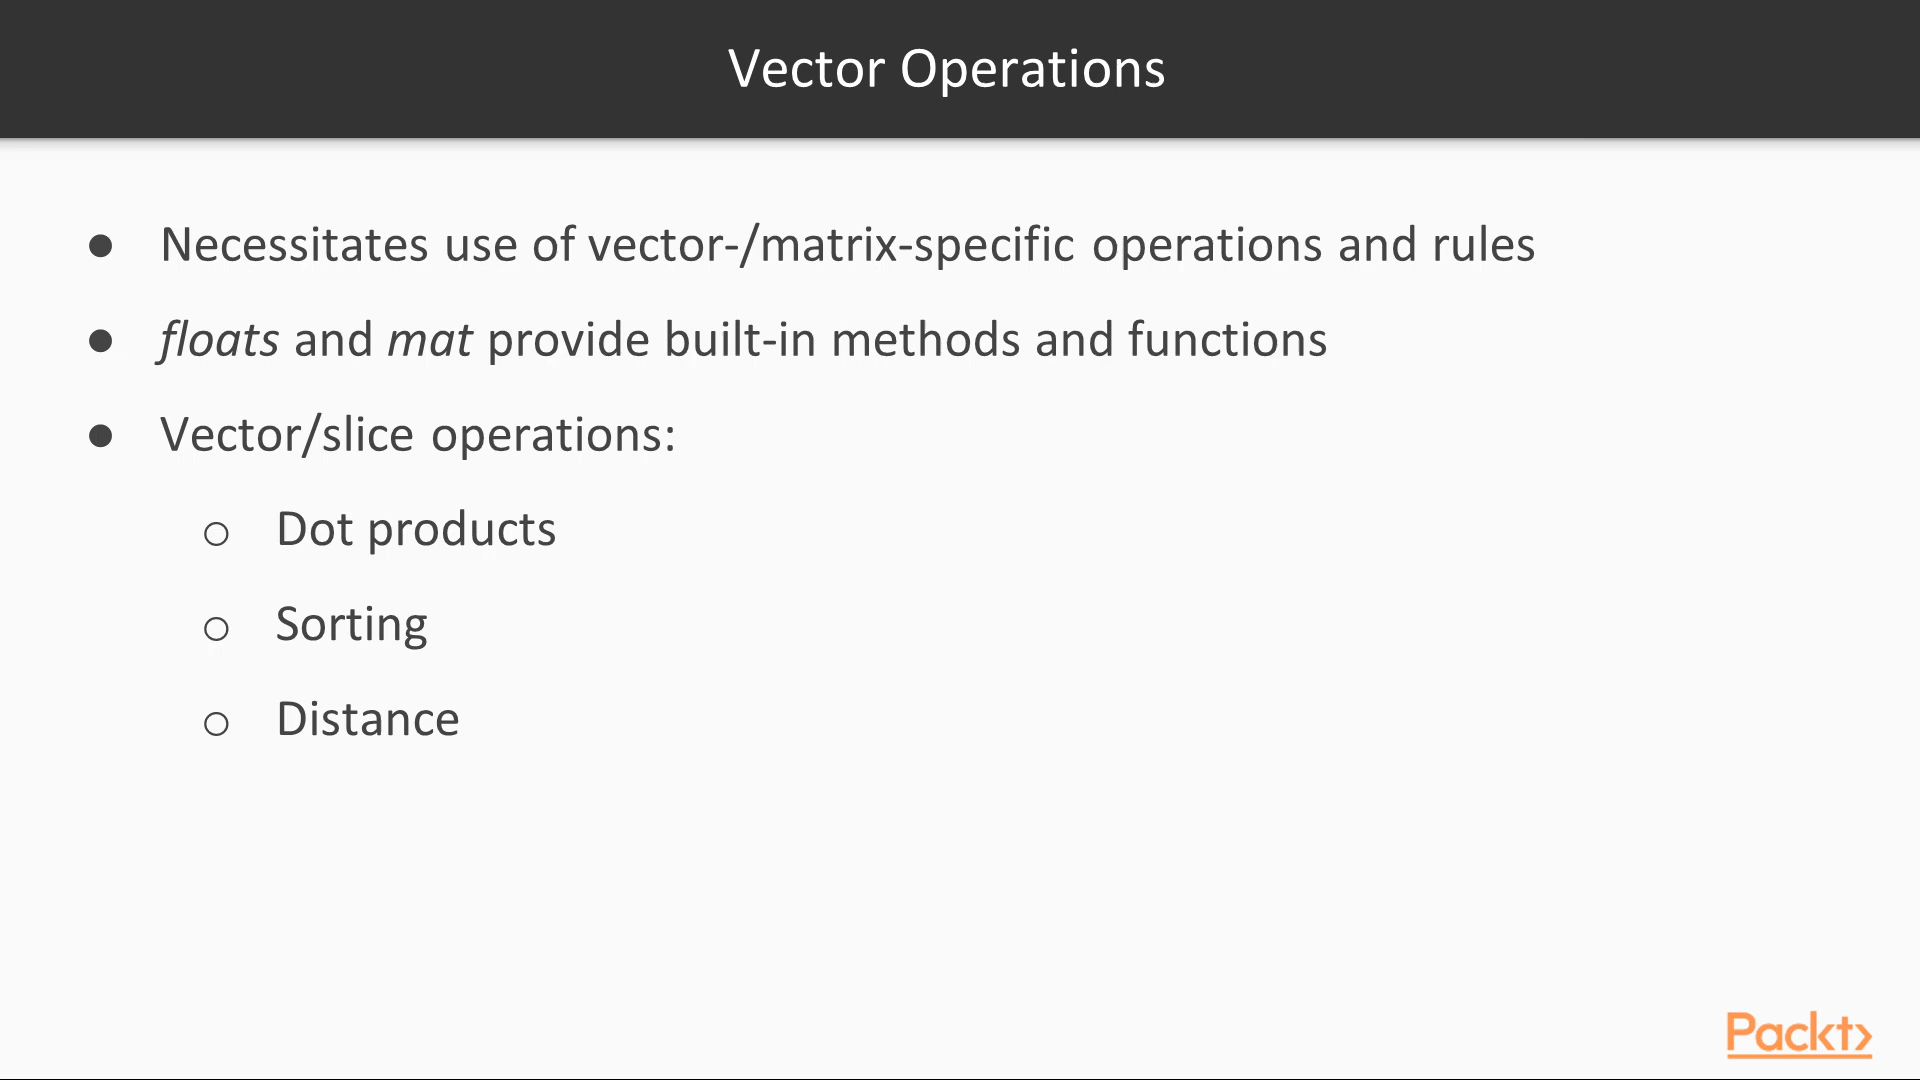 Vector Operations
● Necessitates use of vector-/matrix-specific operations and rules
● floats and mat provide built-in methods and functions
● Vector/slice operations:
○ Dot products
○ Sorting
○ Distance
Packt>